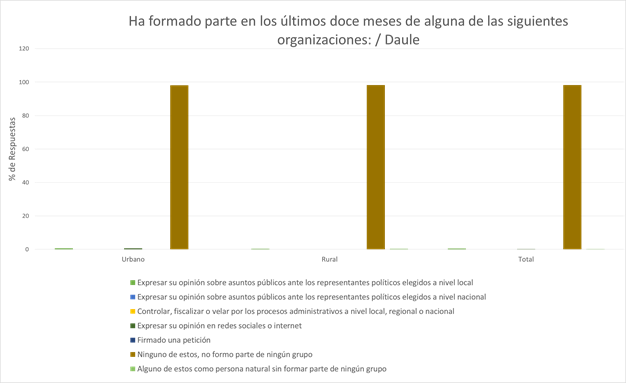 Ha formado parte en los últimos doce meses de alguna de las siguientes
organizaciones: / Daule
120
100
80
60
40
20
0
% de Respuestas
Urbano Rural Total
Expresar su opinión sobre asuntos públicos ante los representantes políticos elegidos a nivel local
Expresar su opinión sobre asuntos públicos ante los representantes políticos elegidos a nivel nacional
Controlar, fiscalizar o velar por los procesos administrativos a nivel local, regional o nacional
Expresar su opinión en redes sociales o internet
Firmado una petición
Ninguno de estos, no formo parte de ningún grupo
Alguno de estos como persona natural sin formar parte de ningún grupo